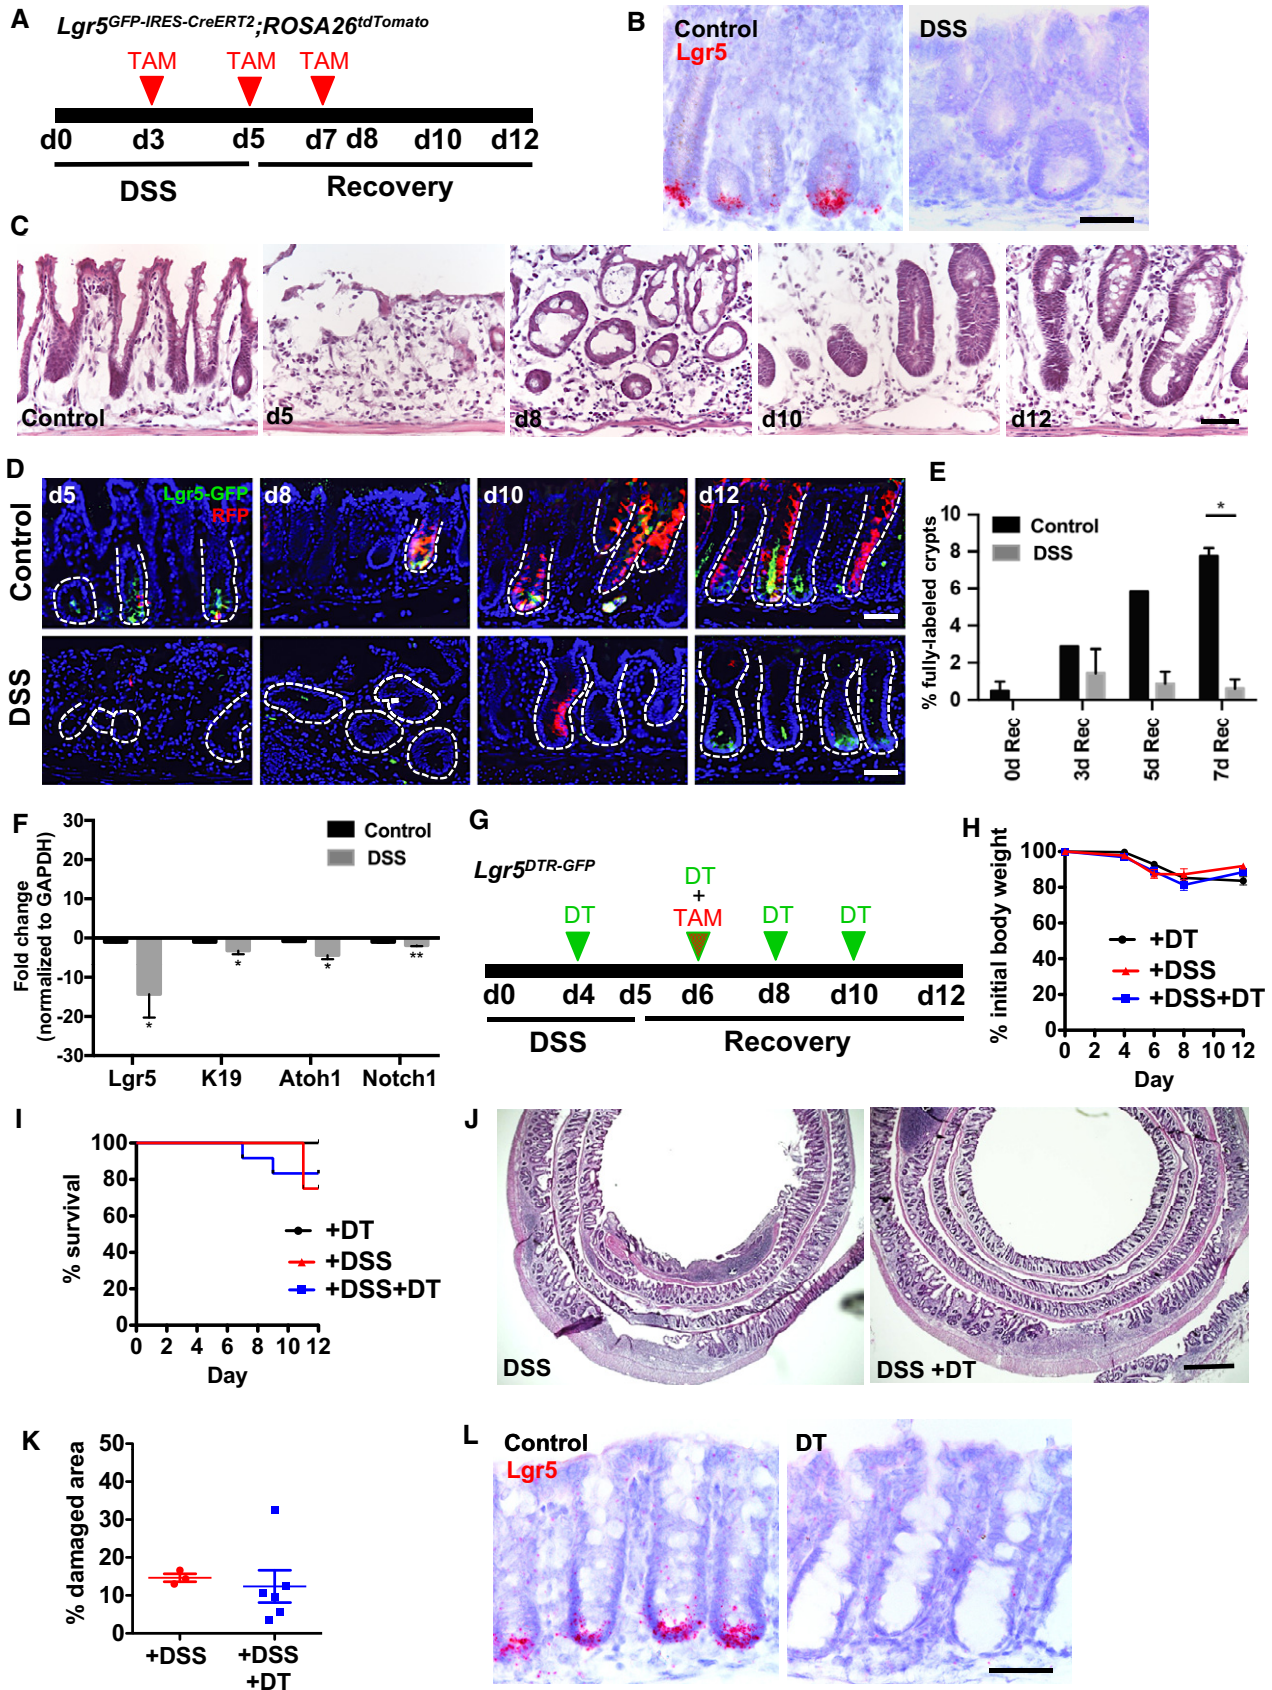 A
Lgr5GFP-IRES-CreERT2;ROSA26tdTomato
TAM TAM TAM
d0 d3 d5 d7 d8 d10 d12
DSS Recovery
B
Control
Lgr5
DSS
C
Control
d5
d8
d10
d12
D
Control
DSS
d5
Lgr5-GFP
RFP
d8
d10
d12
E
% fully-labeled crypts
10
8
6
4
2
0
Control
DSS
*
0d Rec
3d Rec
5d Rec
7d Rec
F
Fold change
(normalized to GAPDH)
30
20
10
0
-10
-20
-30
Control
DSS
* * * **
Lgr5 K19 Atoh1 Notch1
G
Lgr5DTR-GFP
DT
DT
+
TAM
DT
DT
d0 d4 d5 d6 d8 d10 d12
DSS Recovery
H
% initial body weight
100
80
60
40
20
0
+DT
+DSS
+DSS+DT
0 2 4 6 8 10 12
Day
I
% survival
100
80
60
40
20
0
+DT
+DSS
+DSS+DT
0 2 4 6 8 10 12
Day
J
DSS
DSS +DT
K
% damaged area
50
40
30
20
10
0
+DSS
+DSS
+DT
L
Control
Lgr5
DT